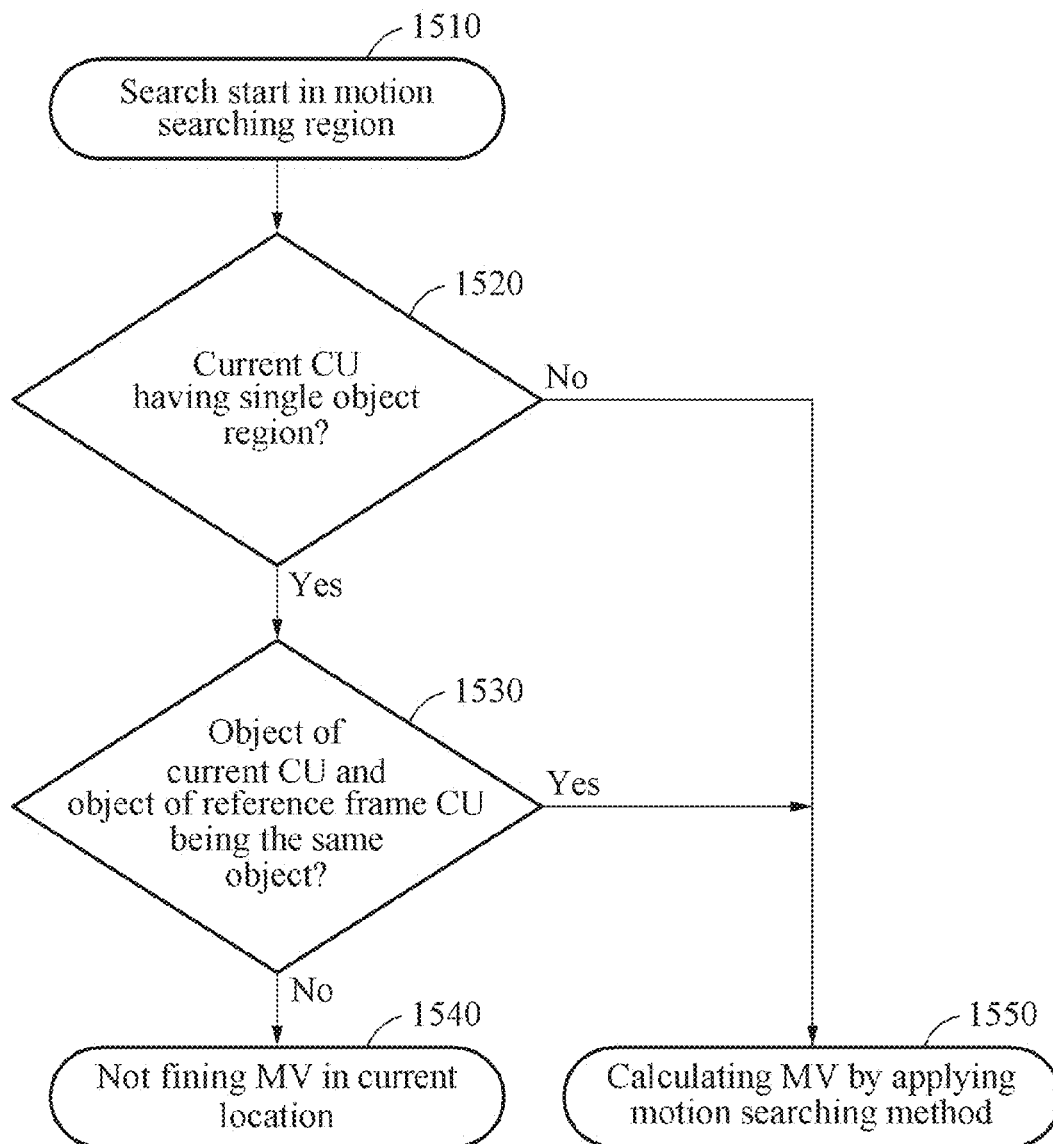 1510
Search start in motion
searching region
1520
Current CU
having single object
region?
No
Yes
1530
Object of
current CU and
object of reference frame CU
being the same
object?
Yes
No
1540
Not fining MV in current
location
1550
Calculating MV by applying
motion searching method